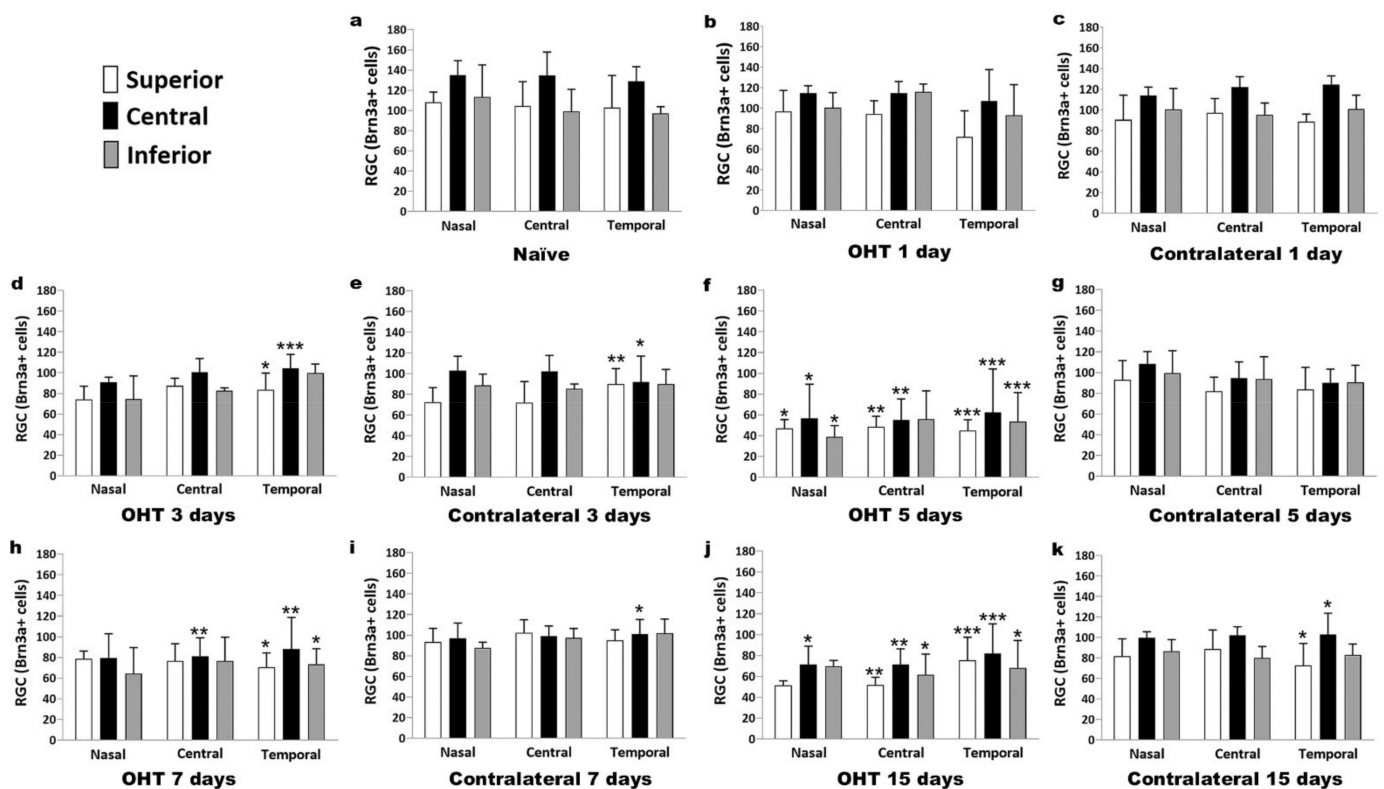 Superior
Central
Inferior
a
RGC (Brn3a+ cells)
180
160
140
120
100
80
60
40
20
0
Nasal Central Temporal
Naïve
b
RGC (Brn3a+ cells)
180
160
140
120
100
80
60
40
20
0
Nasal Central Temporal
OHT 1 day
c
RGC (Brn3a+ cells)
180
160
140
120
100
80
60
40
20
0
Nasal Central Temporal
Contralateral 1 day
d
RGC (Brn3a+ cells)
180
160
140
120
100
80
60
40
20
0
* ***
Nasal Central Temporal
OHT 3 days
e
RGC (Brn3a+ cells)
180
160
140
120
100
80
60
40
20
0
** *
Nasal Central Temporal
Contralateral 3 days
f
RGC (Brn3a+ cells)
180
160
140
120
100
80
60
40
20
0
* * * ** ** *** *** ***
Nasal Central Temporal
OHT 5 days
g
RGC (Brn3a+ cells)
180
160
140
120
100
80
60
40
20
0
Nasal Central Temporal
Contralateral 5 days
h
RGC (Brn3a+ cells)
180
160
140
120
100
80
60
40
20
0
** * ** *
Nasal Central Temporal
OHT 7 days
i
RGC (Brn3a+ cells)
180
160
140
120
100
80
60
40
20
0
*
Nasal Central Temporal
Contralateral 7 days
j
RGC (Brn3a+ cells)
180
160
140
120
100
80
60
40
20
0
* ** ** * *** *** *
Nasal Central Temporal
OHT 15 days
k
RGC (Brn3a+ cells)
180
160
140
120
100
80
60
40
20
0
* *
Nasal Central Temporal
Contralateral 15 days